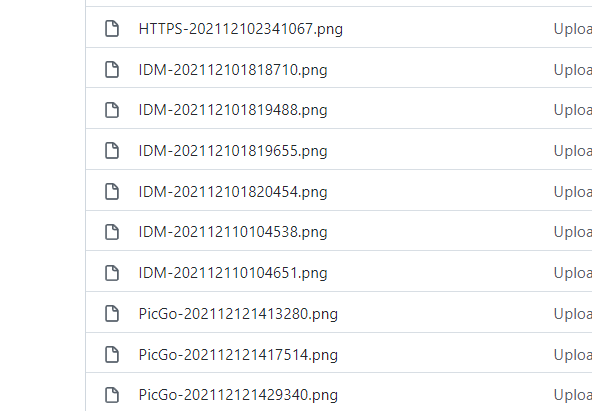 HTTPS-202112102341067.png Uploa
IDM-202112101818710.png Uploa
IDM-202112101819488.png Uploa
IDM-202112101819655.png Uploa
IDM-202112101820454.png Uploa
IDM-202112110104538.png Uploa
IDM-202112110104651.png Uploa
PicGo-202112121413280.png Uploa
PicGo-202112121417514.png Uploa
PicGo-202112121429340.png Uploa